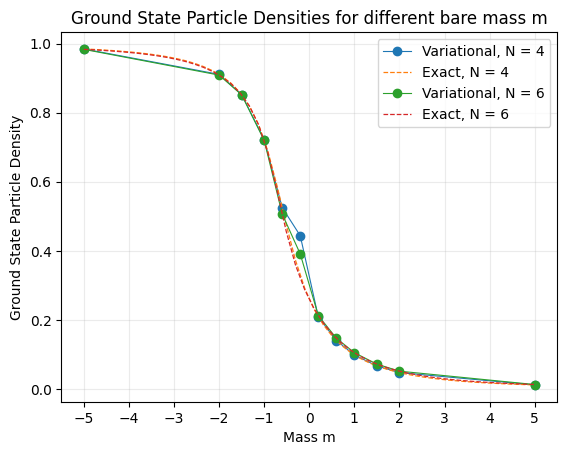 Ground State Particle Densities for different bare mass m
Variational, N = 4
Exact, N = 4
Variational, N = 6
Exact, N = 6
Ground State Particle Density
1.0
0.8
0.6
0.4
0.2
0.0
−5 −4 −3 −2 −1 0 1 2 3 4 5
Mass m